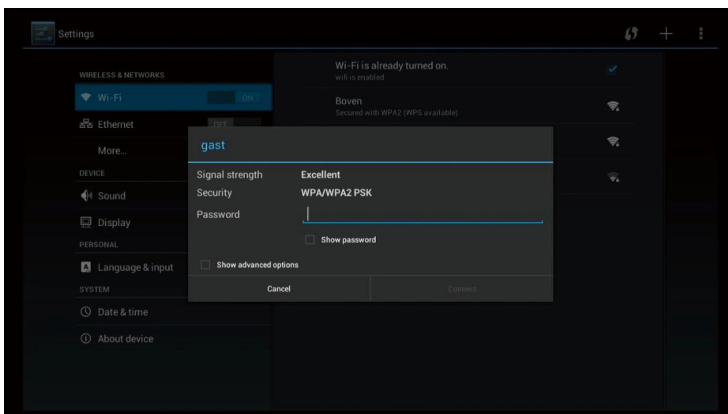 Settings
WIRELESS & NETWORKS
Wi-Fi ON
Ethernet OFF
More...
DEVICE
Sound
Display
PERSONAL
A Language & input
SYSTEM
Date & time
About device
Wi-Fi is already turned on.
wifi is enabled
Boven
Secured with WPA2 (WPS available)
gast
Signal strength Excellent
Security WPA/WPA2 PSK
Password
Show password
Show advanced options
Cancel Connect